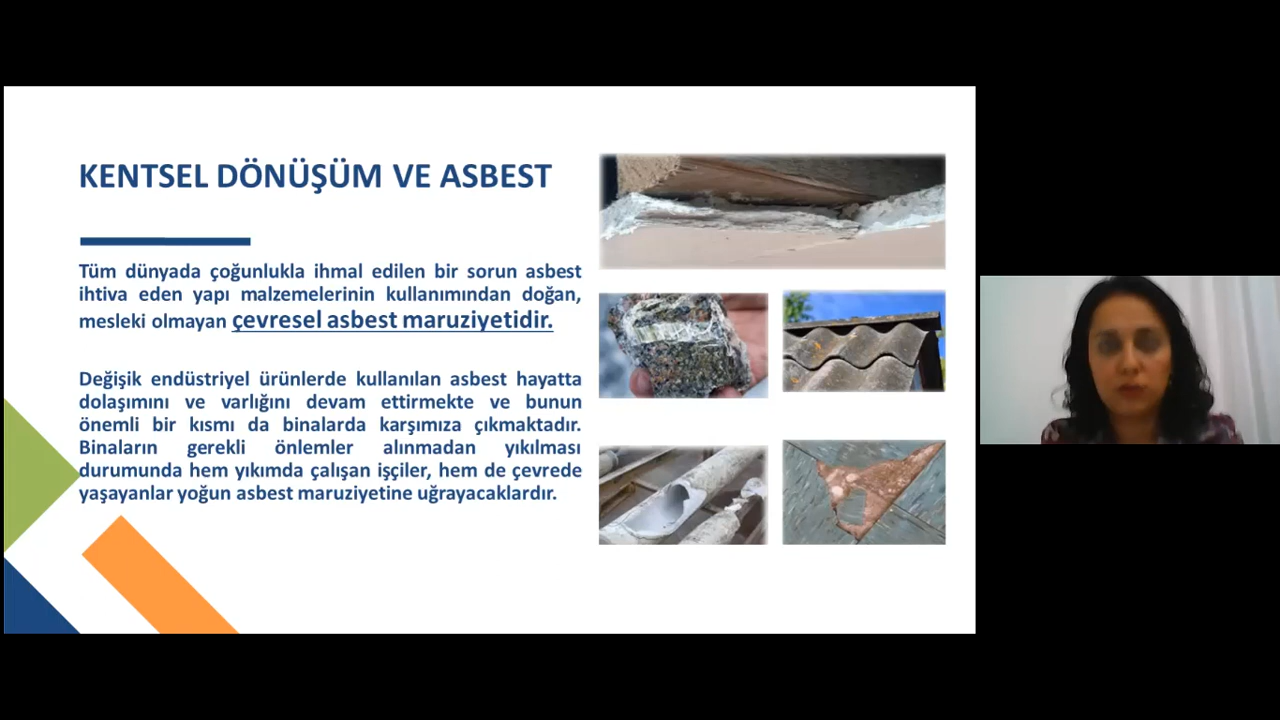 KENTSEL DÖNÜŞÜM VE ASBEST
Tüm dünyada çoğunlukla ihmal edilen bir sorun asbest
ihtiva eden yapı malzemelerinin kullanımından doğan,
mesleki olmayan çevresel asbest maruziyetidir.
Değişik endüstriyel ürünlerde kullanılan asbest hayatta
dolaşımını ve varlığını devam ettirmekte ve bunun
önemli bir kısmı da binalarda karşımıza çıkmaktadır.
Binaların gerekli önlemler alınmadan yıkılması
durumunda hem yıkımda çalışan işçiler, hem de çevrede
yaşayanlar yoğun asbest maruziyetine uğrayacaklardır.